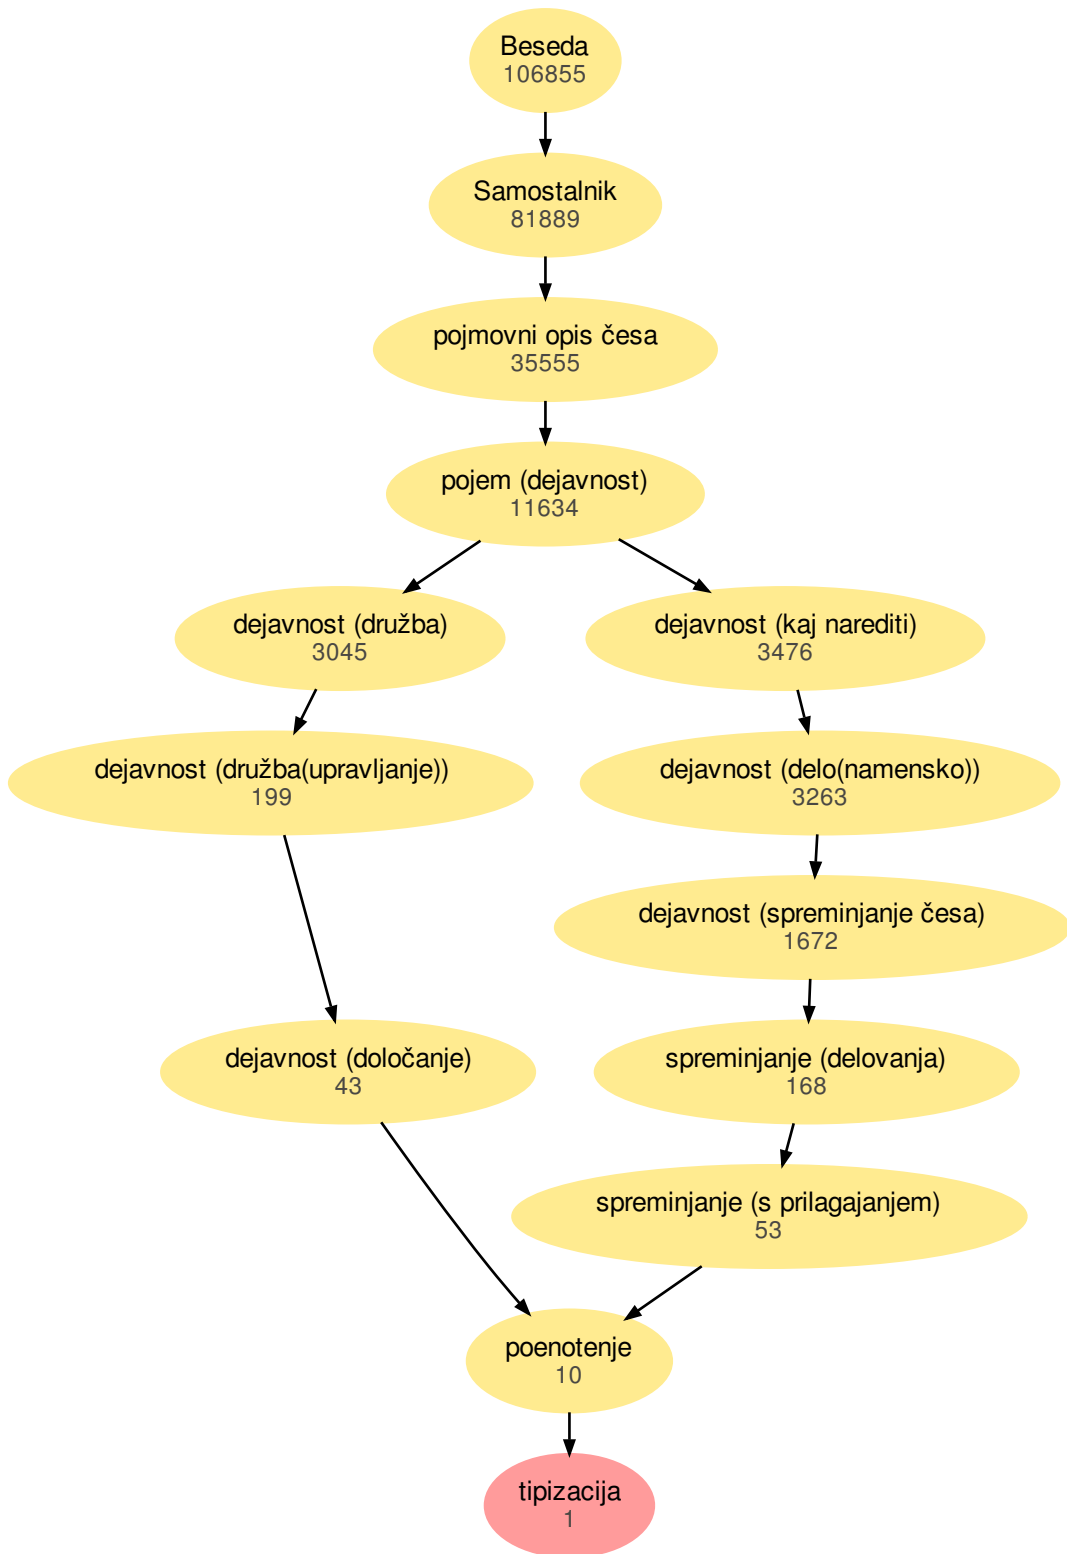 Beseda
106855
Samostalnik
81889
pojmovni opis česa
35555
pojem (dejavnost)
11634
dejavnost (družba)
3045
dejavnost (kaj narediti)
3476
dejavnost (družba(upravljanje))
199
dejavnost (delo(namensko))
3263
dejavnost (spreminjanje česa)
1672
dejavnost (določanje)
43
spreminjanje (delovanja)
168
spreminjanje (s prilagajanjem)
53
poenotenje
10
tipizacija
1